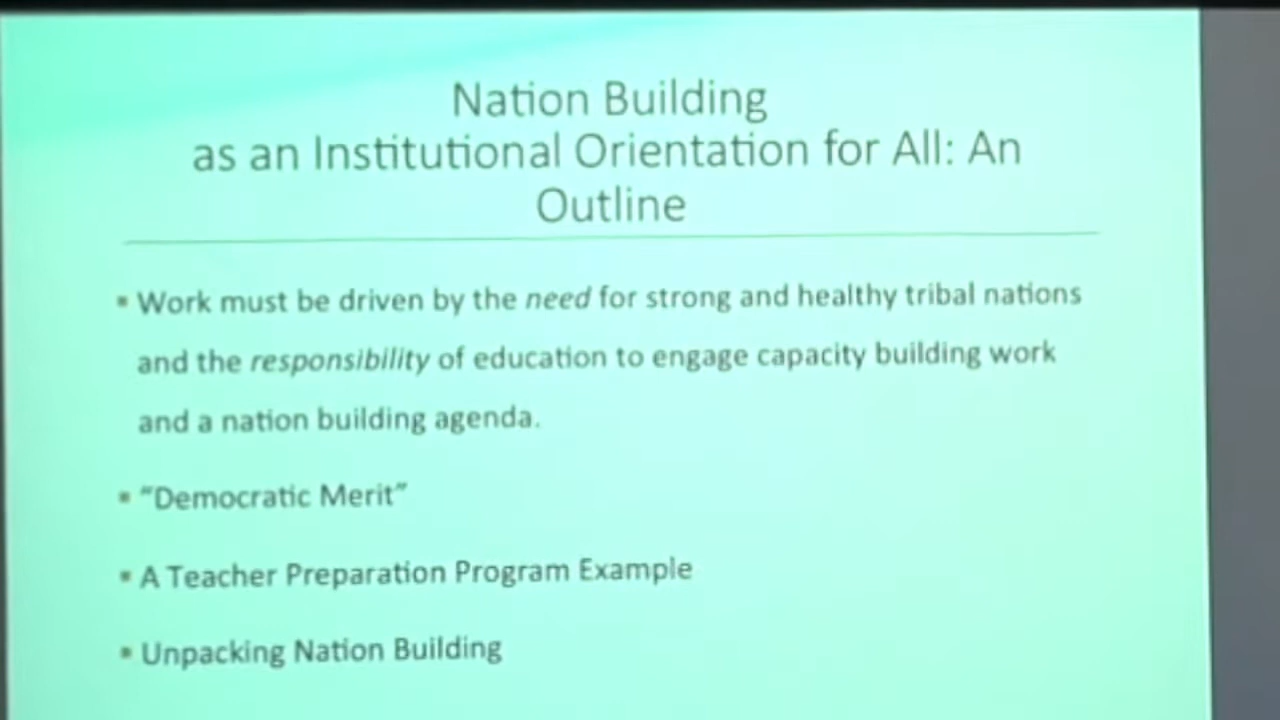 Nation Building
as an Institutional Orientation for All: An
Outline
▪ Work must be driven by the need for strong and healthy tribal nations
and the responsibility of education to engage capacity building work
and a nation building agenda.
▪ “Democratic Merit”
▪ A Teacher Preparation Program Example
▪ Unpacking Nation Building